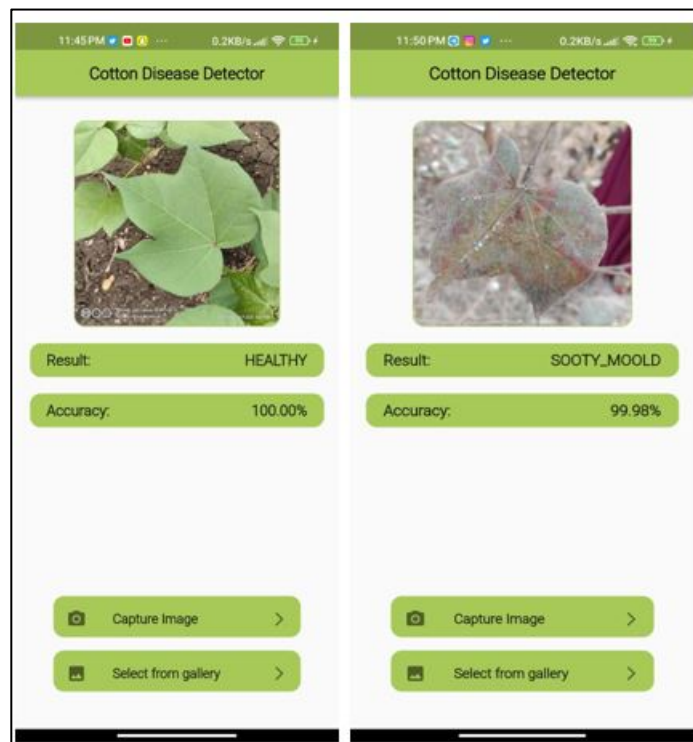 11:45 PM ... 0.2KB/s
Cotton Disease Detector
Result: HEALTHY
Accuracy: 100.00%
Capture Image
Select from gallery
11:50 PM ... 0.2KB/s
Cotton Disease Detector
Result: SOOTY_MOOLD
Accuracy: 99.98%
Capture Image
Select from gallery